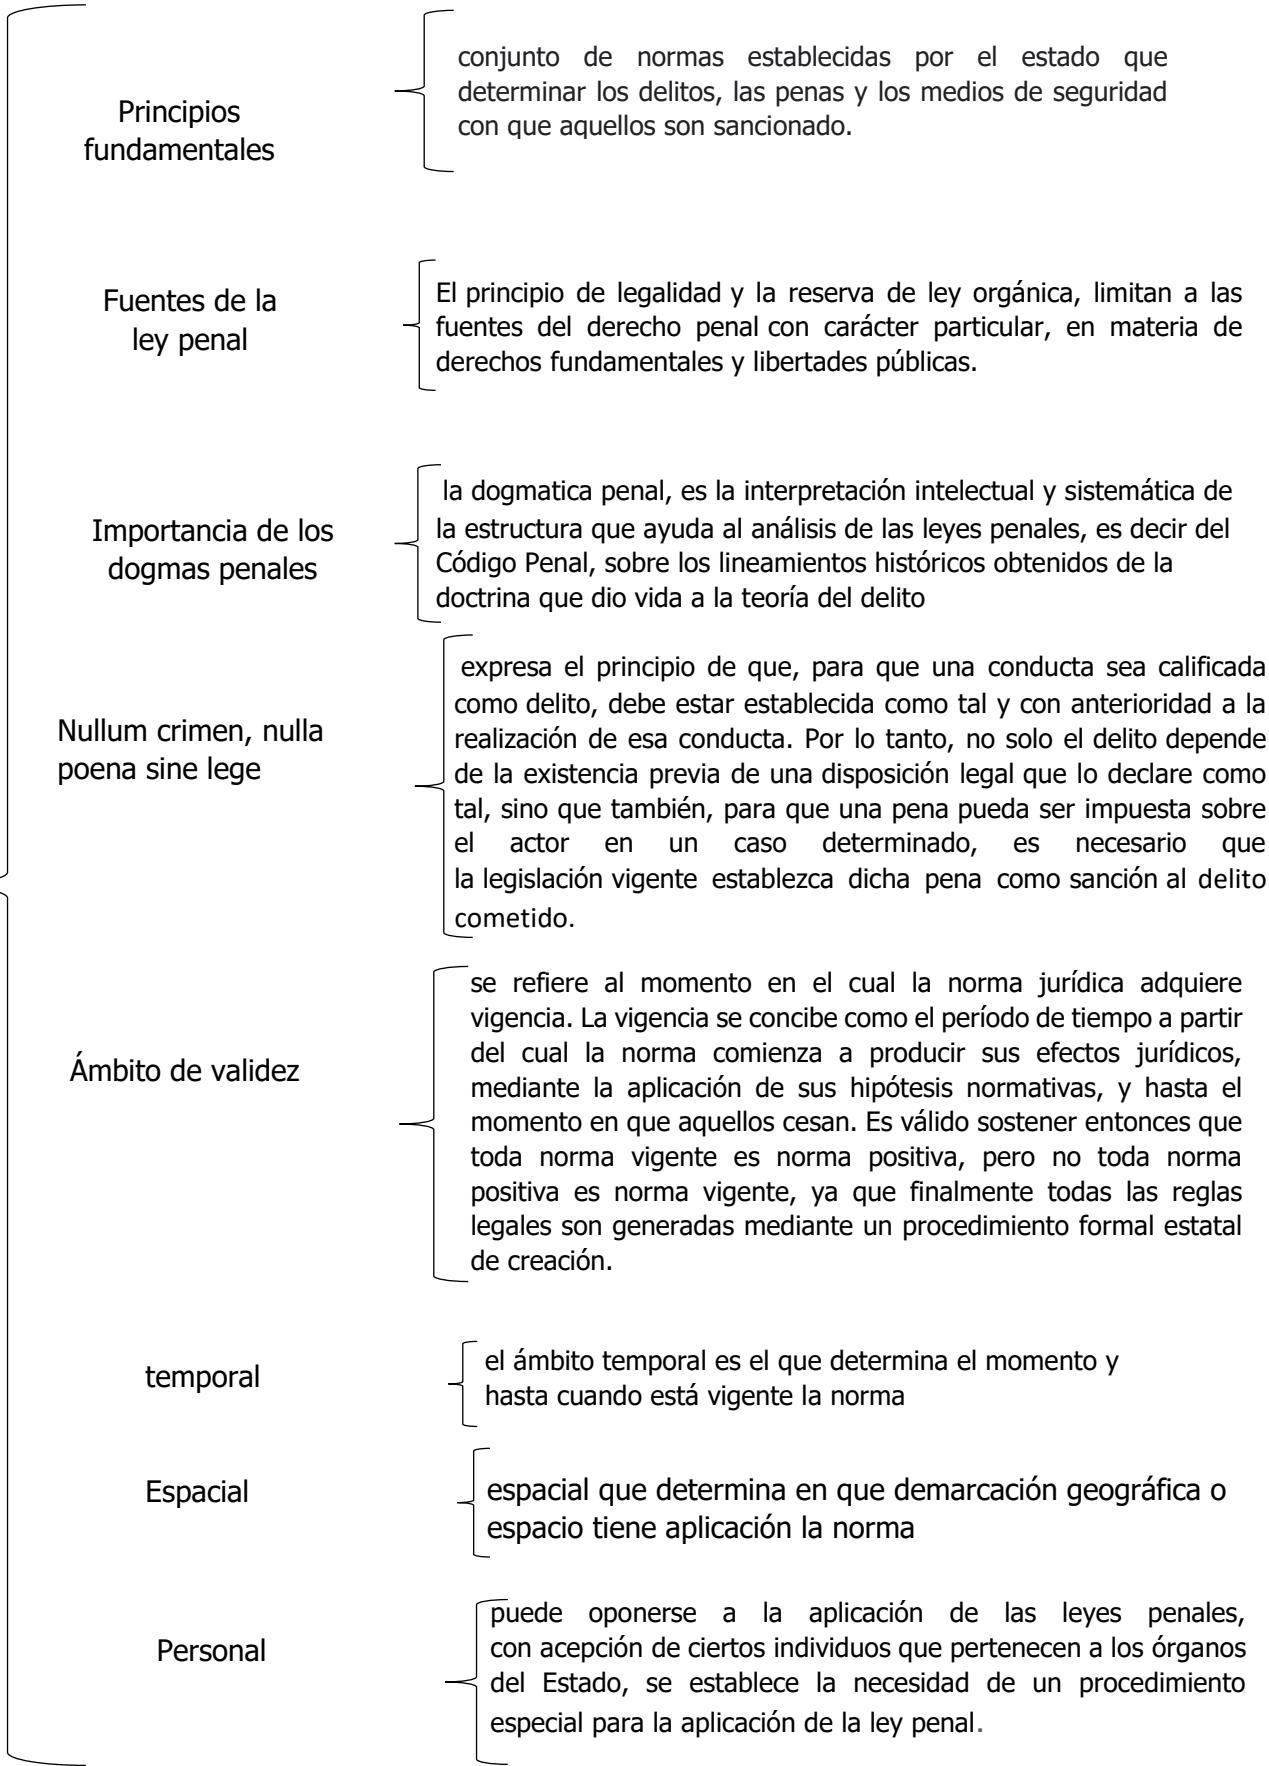 Principios
fundamentales
conjunto de normas establecidas por el estado que
determinar los delitos, las penas y los medios de seguridad
con que aquellos son sancionado.
Fuentes de la
ley penal
El principio de legalidad y la reserva de ley orgánica, limitan a las
fuentes del derecho penal con carácter particular, en materia de
derechos fundamentales y libertades públicas.
Importancia de los
dogmas penales
la dogmatica penal, es la interpretación intelectual y sistemática de
la estructura que ayuda al análisis de las leyes penales, es decir del
Código Penal, sobre los lineamientos históricos obtenidos de la
doctrina que dio vida a la teoría del delito
Nullum crimen, nulla
poena sine lege
expresa el principio de que, para que una conducta sea calificada
como delito, debe estar establecida como tal y con anterioridad a la
realización de esa conducta. Por lo tanto, no solo el delito depende
de la existencia previa de una disposición legal que lo declare como
tal, sino que también, para que una pena pueda ser impuesta sobre
el actor en un caso determinado, es necesario que
la legislación vigente establezca dicha pena como sanción al delito
cometido.
Ámbito de validez
se refiere al momento en el cual la norma jurídica adquiere
vigencia. La vigencia se concibe como el período de tiempo a partir
del cual la norma comienza a producir sus efectos jurídicos,
mediante la aplicación de sus hipótesis normativas, y hasta el
momento en que aquellos cesan. Es válido sostener entonces que
toda norma vigente es norma positiva, pero no toda norma
positiva es norma vigente, ya que finalmente todas las reglas
legales son generadas mediante un procedimiento formal estatal
de creación.
temporal
el ámbito temporal es el que determina el momento y
hasta cuando está vigente la norma
Espacial
espacial que determina en que demarcación geográfica o
espacio tiene aplicación la norma
Personal
puede oponerse a la aplicación de las leyes penales,
con acepción de ciertos individuos que pertenecen a los órganos
del Estado, se establece la necesidad de un procedimiento
especial para la aplicación de la ley penal.